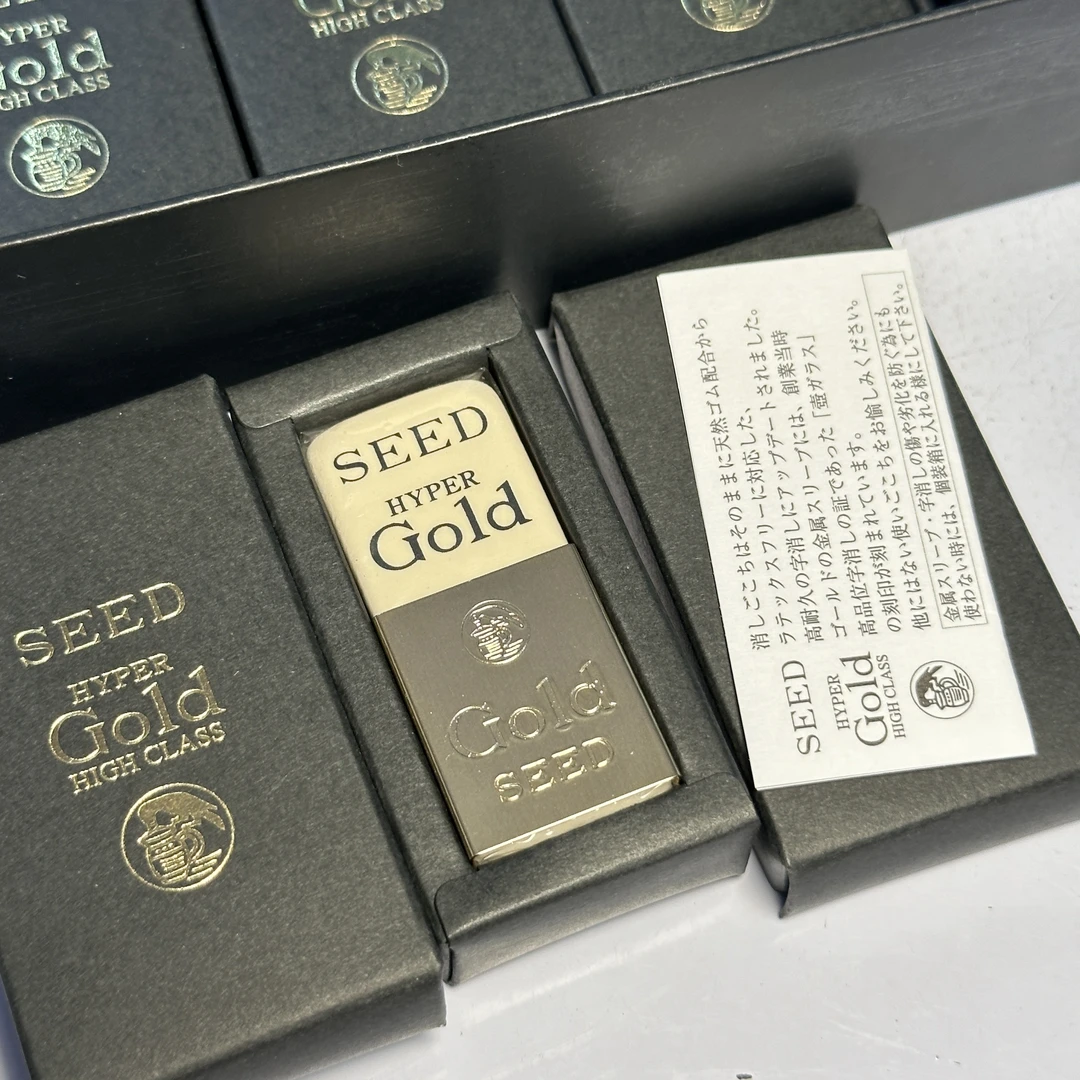 YPER
Gold
GH CLASS
Gold
HIGH CLASS
SEED
HYPER
Gold
HIGH CLASS
SEED
HYPER
Gold
Gold
SEED
消しごこちはそのままに天然ゴム配合から
ラテックスフリーに対応した、
高耐久の字消しにアップデートされました。
ゴールドの金属スリーブには、創業当時
高品位字消しの証であった「壺ガラス」
の刻印が刻まれています。
他にはない使いごこちをお愉しみください。
金属スリーブ・字消しの傷や劣化を防ぐ為にも
使わない時には、個装箱に入れる様にして下さい。
SEED
HYPER
Gold
HIGH CLASS